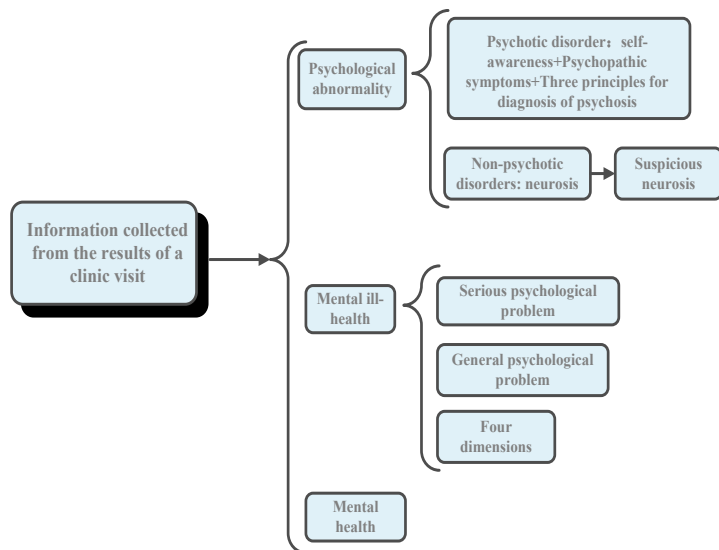 Information collected
from the results of a
clinic visit
Psychological
abnormality
Psychotic disorder：self-
awareness+Psychopathic
symptoms+Three principles for
diagnosis of psychosis
Non-psychotic
disorders: neurosis
Suspicious
neurosis
Mental ill-
health
Serious psychological
problem
General psychological
problem
Four
dimensions
Mental
health